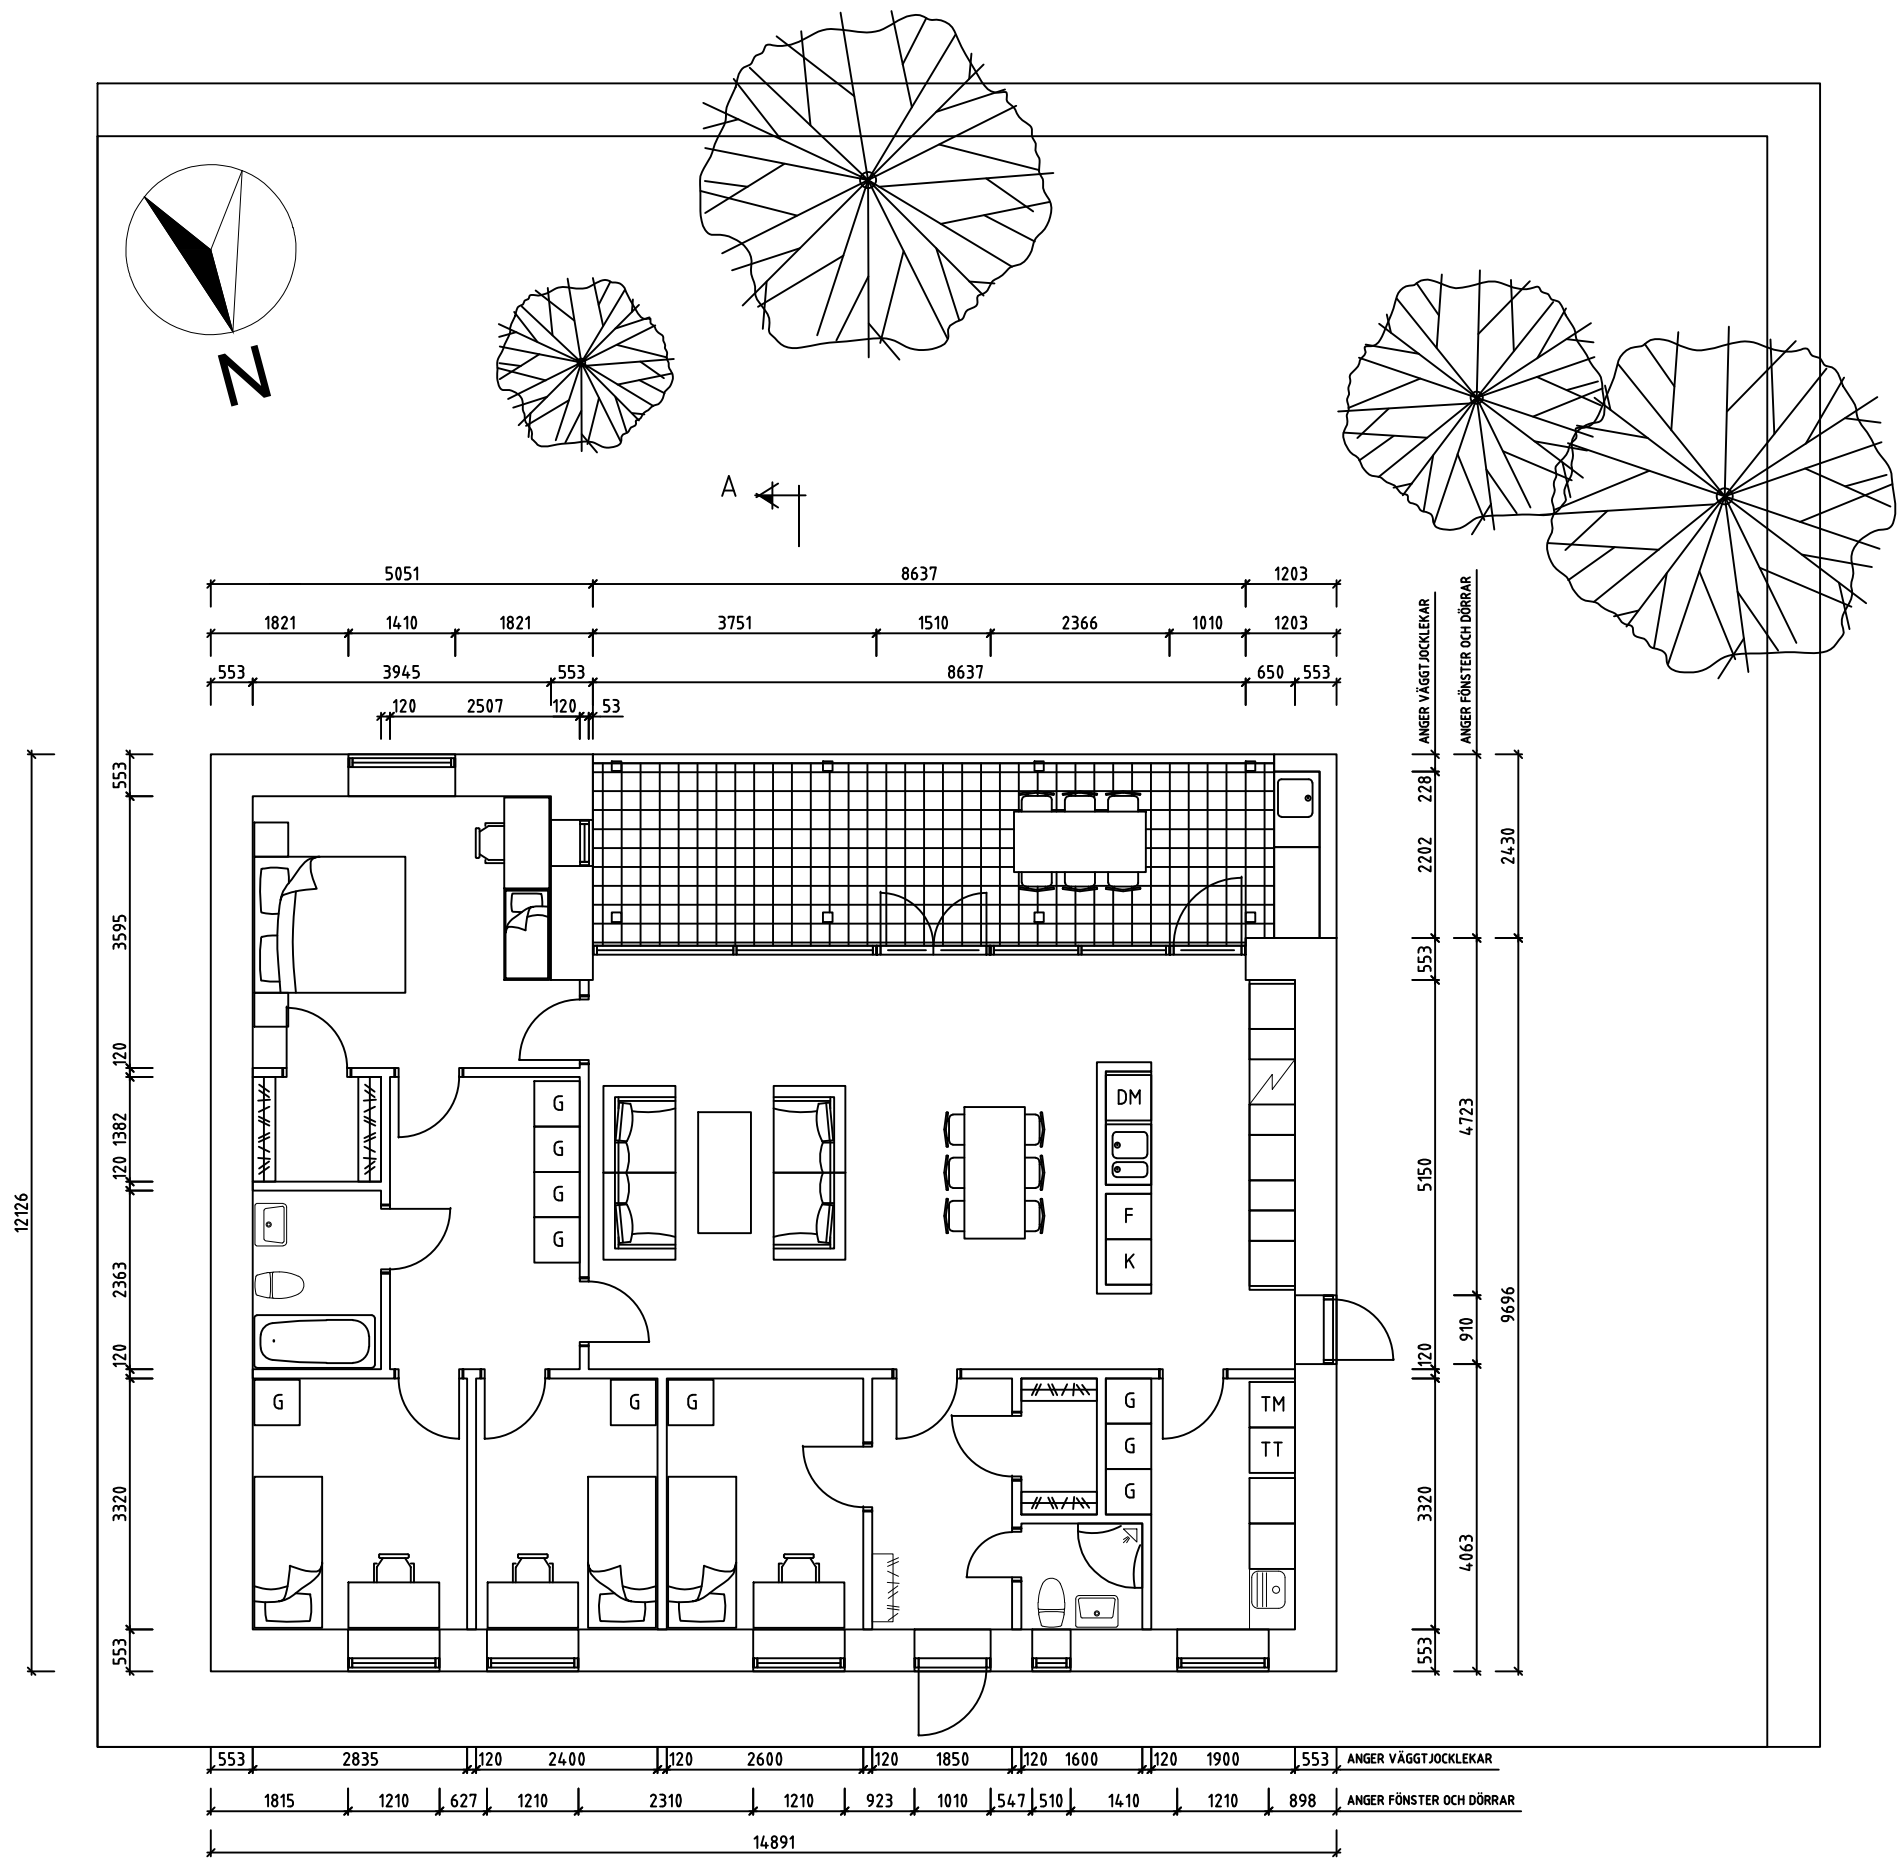 N
A
5051 8637 1203
1821 1410 1821 3751 1510 2366 1010 1203
553 3945 553 8637 650 553
120 2507 120 53
ANGER VÄGGTJOCKLEKAR
ANGER FÖNSTER OCH DÖRRAR
12126
553
3595
120
1382
120
2363
120
3320
553
228
2202
553
5150
120
3320
553
4723
910
4063
2430
9696
G
G
G
G
DM
F
K
G G G
G
G
G
TM
TT
553 2835 120 2400 120 2600 120 1850 120 1600 120 1900 553 ANGER VÄGGTJOCKLEKAR
1815 1210 627 1210 2310 1210 923 1010 547 510 1410 1210 898 ANGER FÖNSTER OCH DÖRRAR
14891